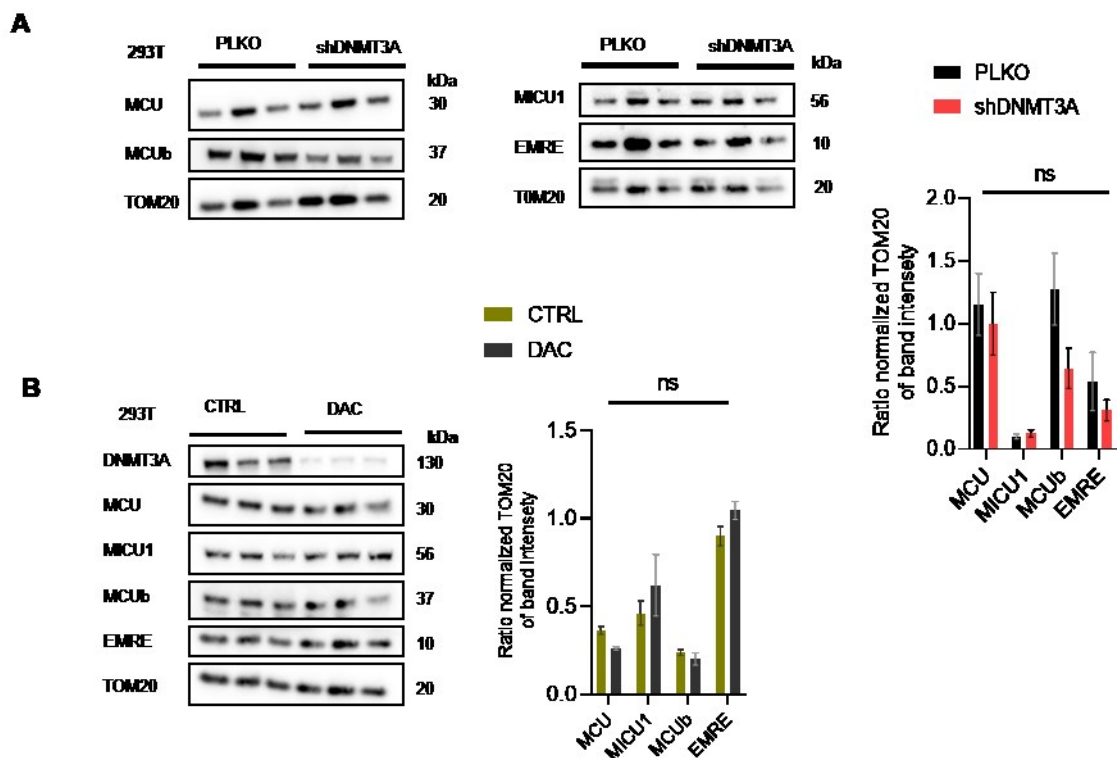 A
293T
PLKO
shDNMT3A
kDa
MCU
30
MCUb
37
TOM20
20
PLKO
shDNMT3A
kDa
MICU1
56
EMRE
10
TOM20
20
PLKO
shDNMT3A
ns
Ratio normalized TOM20
of band intensety
2.0
1.5
1.0
0.5
0.0
MCU
MICU1
MCUb
EMRE
B
293T
CTRL
DAC
kDa
DNMT3A
130
MCU
30
MICU1
56
MCUb
37
EMRE
10
TOM20
20
CTRL
DAC
ns
Ratio normalized TOM20
of band intensety
1.5
1.0
0.5
0.0
MCU
MICU1
MCUb
EMRE